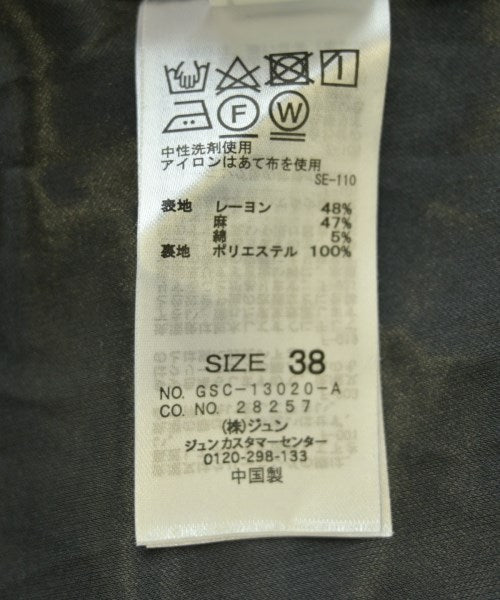 F W
中性洗剤使用
アイロンはあて布を使用
SE-110
表地 レーヨン 48%
麻 47%
綿 5%
裏地 ポリエステル 100%
SIZE 38
NO. GSC-13020-A
CO. NO. 28257
(株)ジュン
ジュンカスタマーセンター
0120-298-133
中国製